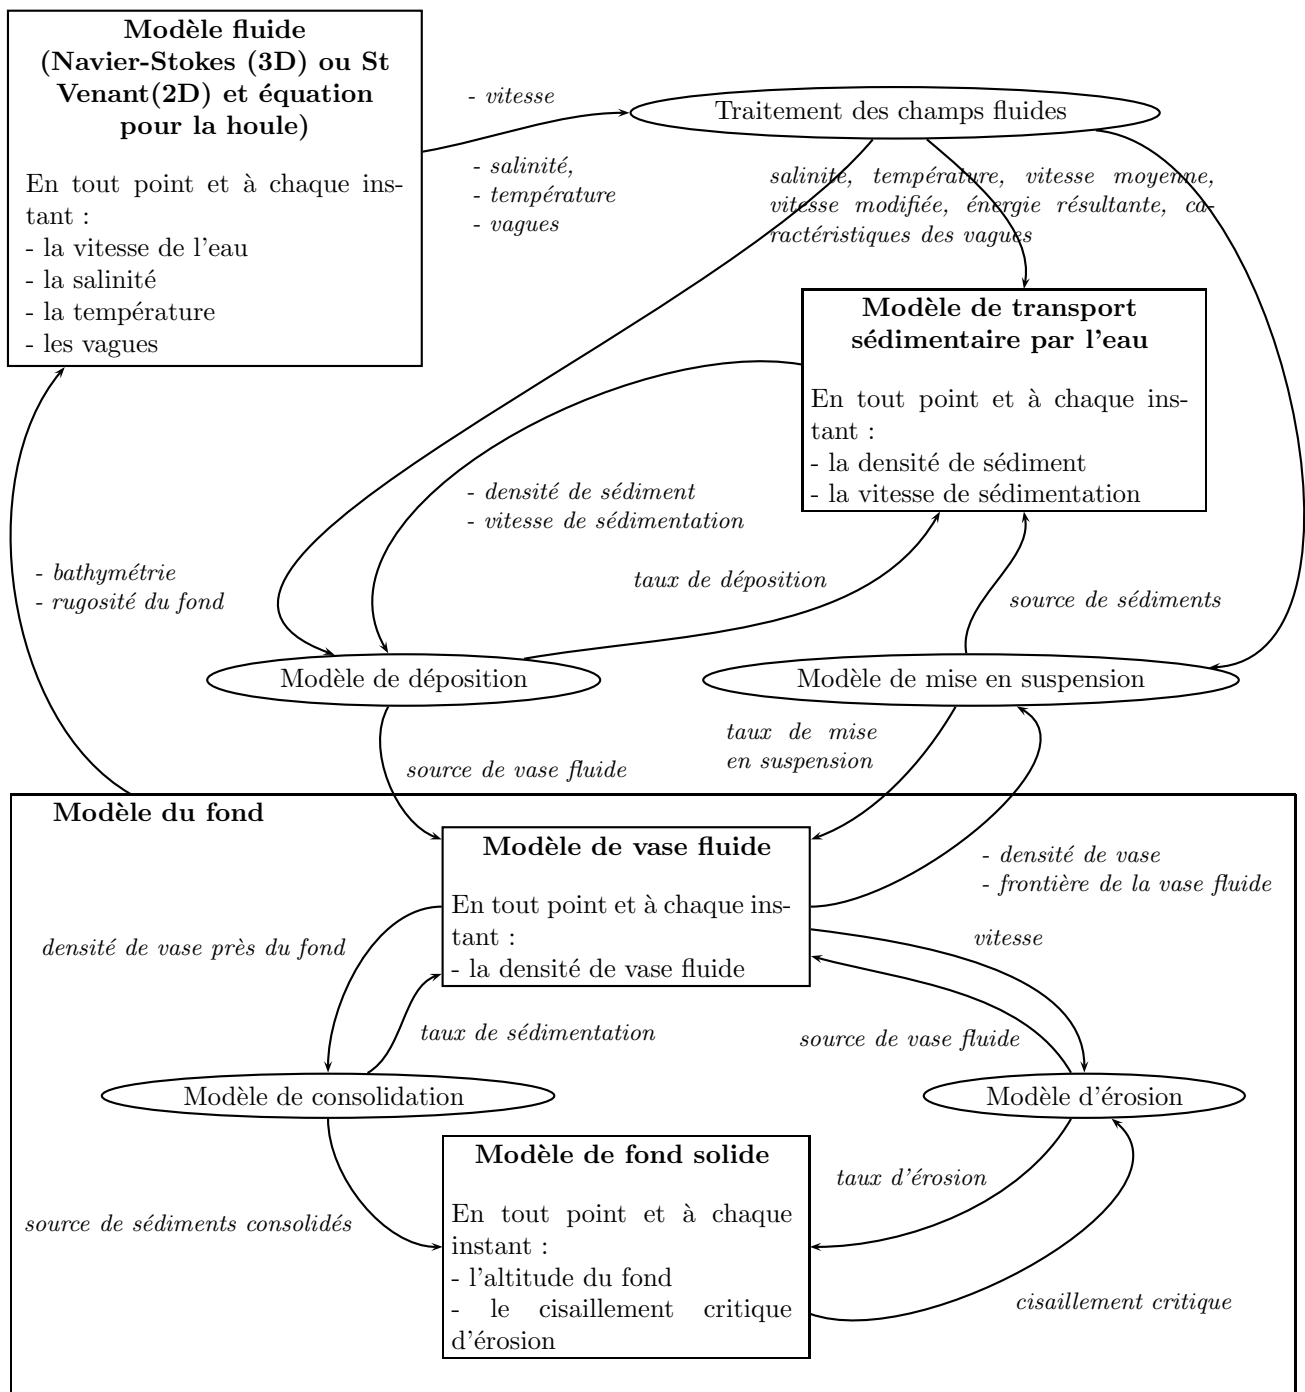 Modèle fluide
(Navier-Stokes (3D) ou St
Venant(2D) et équation
pour la houle)
En tout point et à chaque ins-
tant :
- la vitesse de l'eau
- la salinité
- la température
- les vagues
- vitesse
- salinité,
- température
- vagues
Traitement des champs fluides
salinité, température, vitesse moyenne,
vitesse modifiée, énergie résultante, ca-
ractéristiques des vagues
Modèle de transport
sédimentaire par l'eau
En tout point et à chaque ins-
tant :
- la densité de sédiment
- la vitesse de sédimentation
- densité de sédiment
- vitesse de sédimentation
- bathymétrie
- rugosité du fond
taux de déposition
source de sédiments
Modèle de déposition
Modèle de mise en suspension
source de vase fluide
taux de mise
en suspension
Modèle du fond
Modèle de vase fluide
En tout point et à chaque ins-
tant :
- la densité de vase fluide
- densité de vase
- frontière de la vase fluide
densité de vase près du fond
vitesse
taux de sédimentation
source de vase fluide
Modèle de consolidation
Modèle d'érosion
Modèle de fond solide
En tout point et à chaque
instant :
- l'altitude du fond
- le cisaillement critique
d'érosion
source de sédiments consolidés
taux d'érosion
cisaillement critique